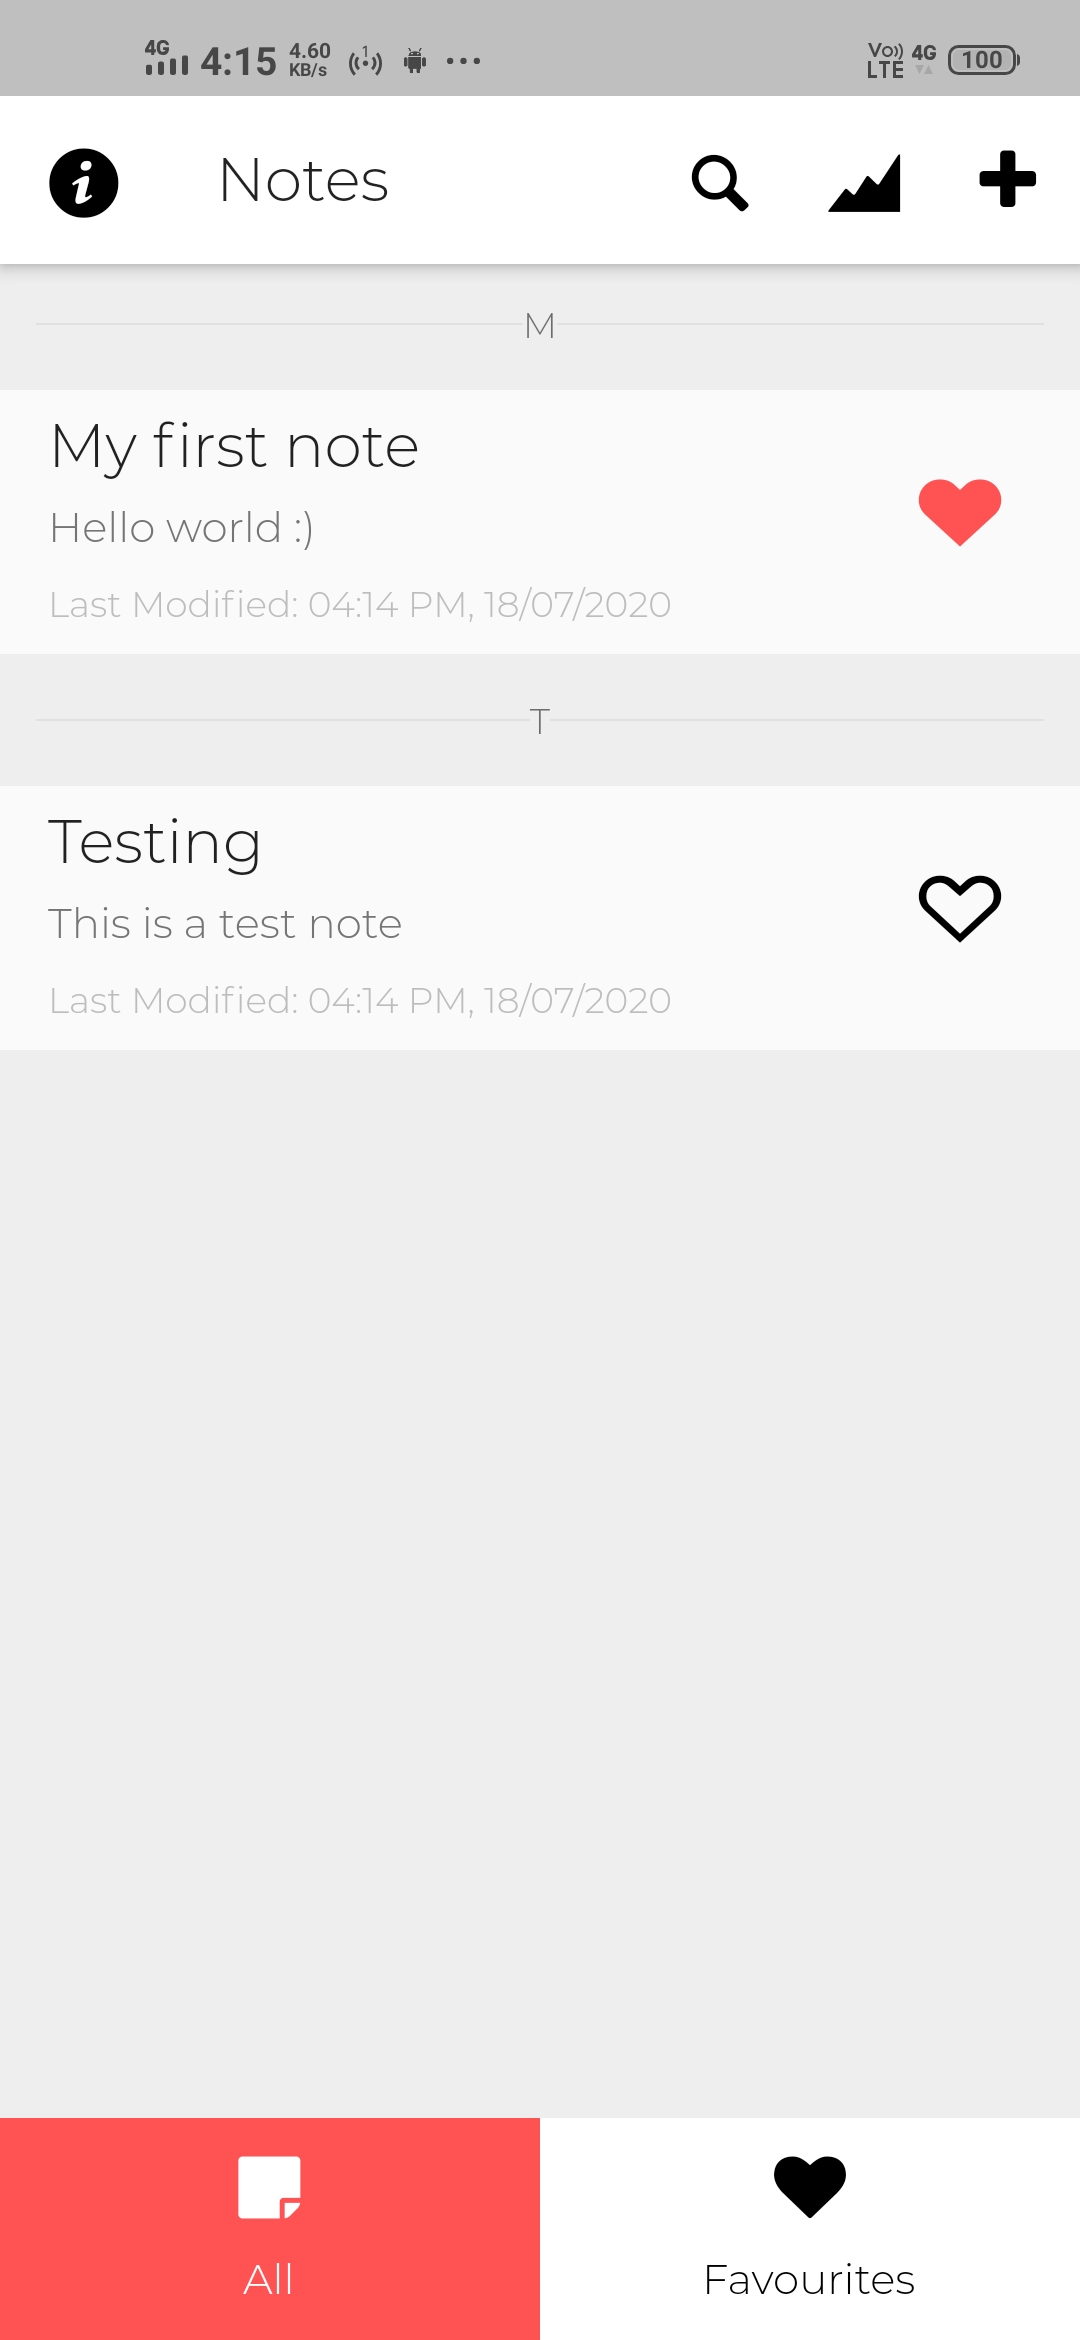 4G 4:15 4.60 KB/s 1 Vo)) LTE 4G 100
i Notes
M
My first note
Hello world :)
Last Modified: 04:14 PM, 18/07/2020
T
Testing
This is a test note
Last Modified: 04:14 PM, 18/07/2020
All Favourites